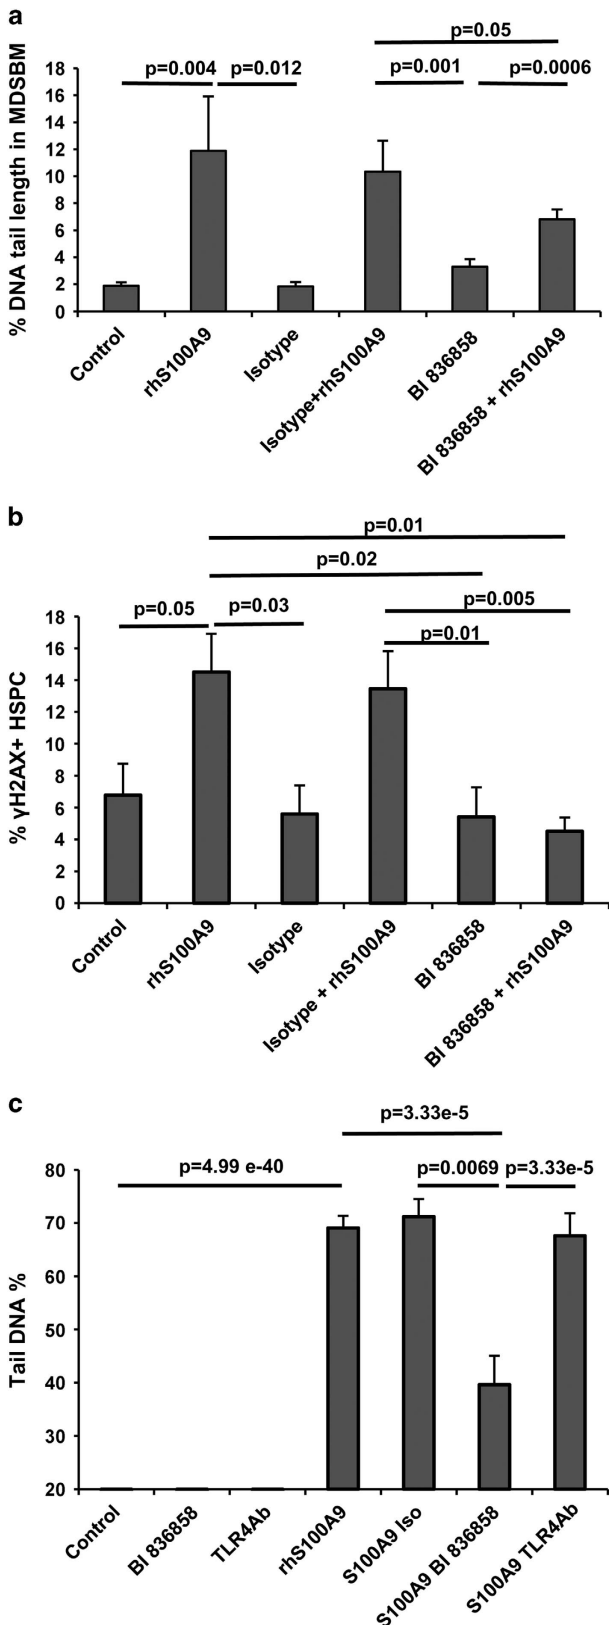 a
p=0.05
p=0.004 p=0.012 p=0.001 p=0.0006
% DNA tail length in MDSBM
18
16
14
12
10
8
6
4
2
0
Control
rhS100A9
Isotype
Isotype+rhS100A9
BI 836858
BI 836858 + rhS100A9
b
p=0.01
p=0.02
p=0.05 p=0.03 p=0.005
p=0.01
% γH2AX+ HSPC
18
16
14
12
10
8
6
4
2
0
Control
rhS100A9
Isotype
Isotype + rhS100A9
BI 836858
BI 836858 + rhS100A9
c
p=3.33e-5
p=4.99 e-40 p=0.0069 p=3.33e-5
Tail DNA %
80
70
60
50
40
30
20
Control
BI 836858
TLR4Ab
rhS100A9
S100A9 Iso
S100A9 BI 836858
S100A9 TLR4Ab